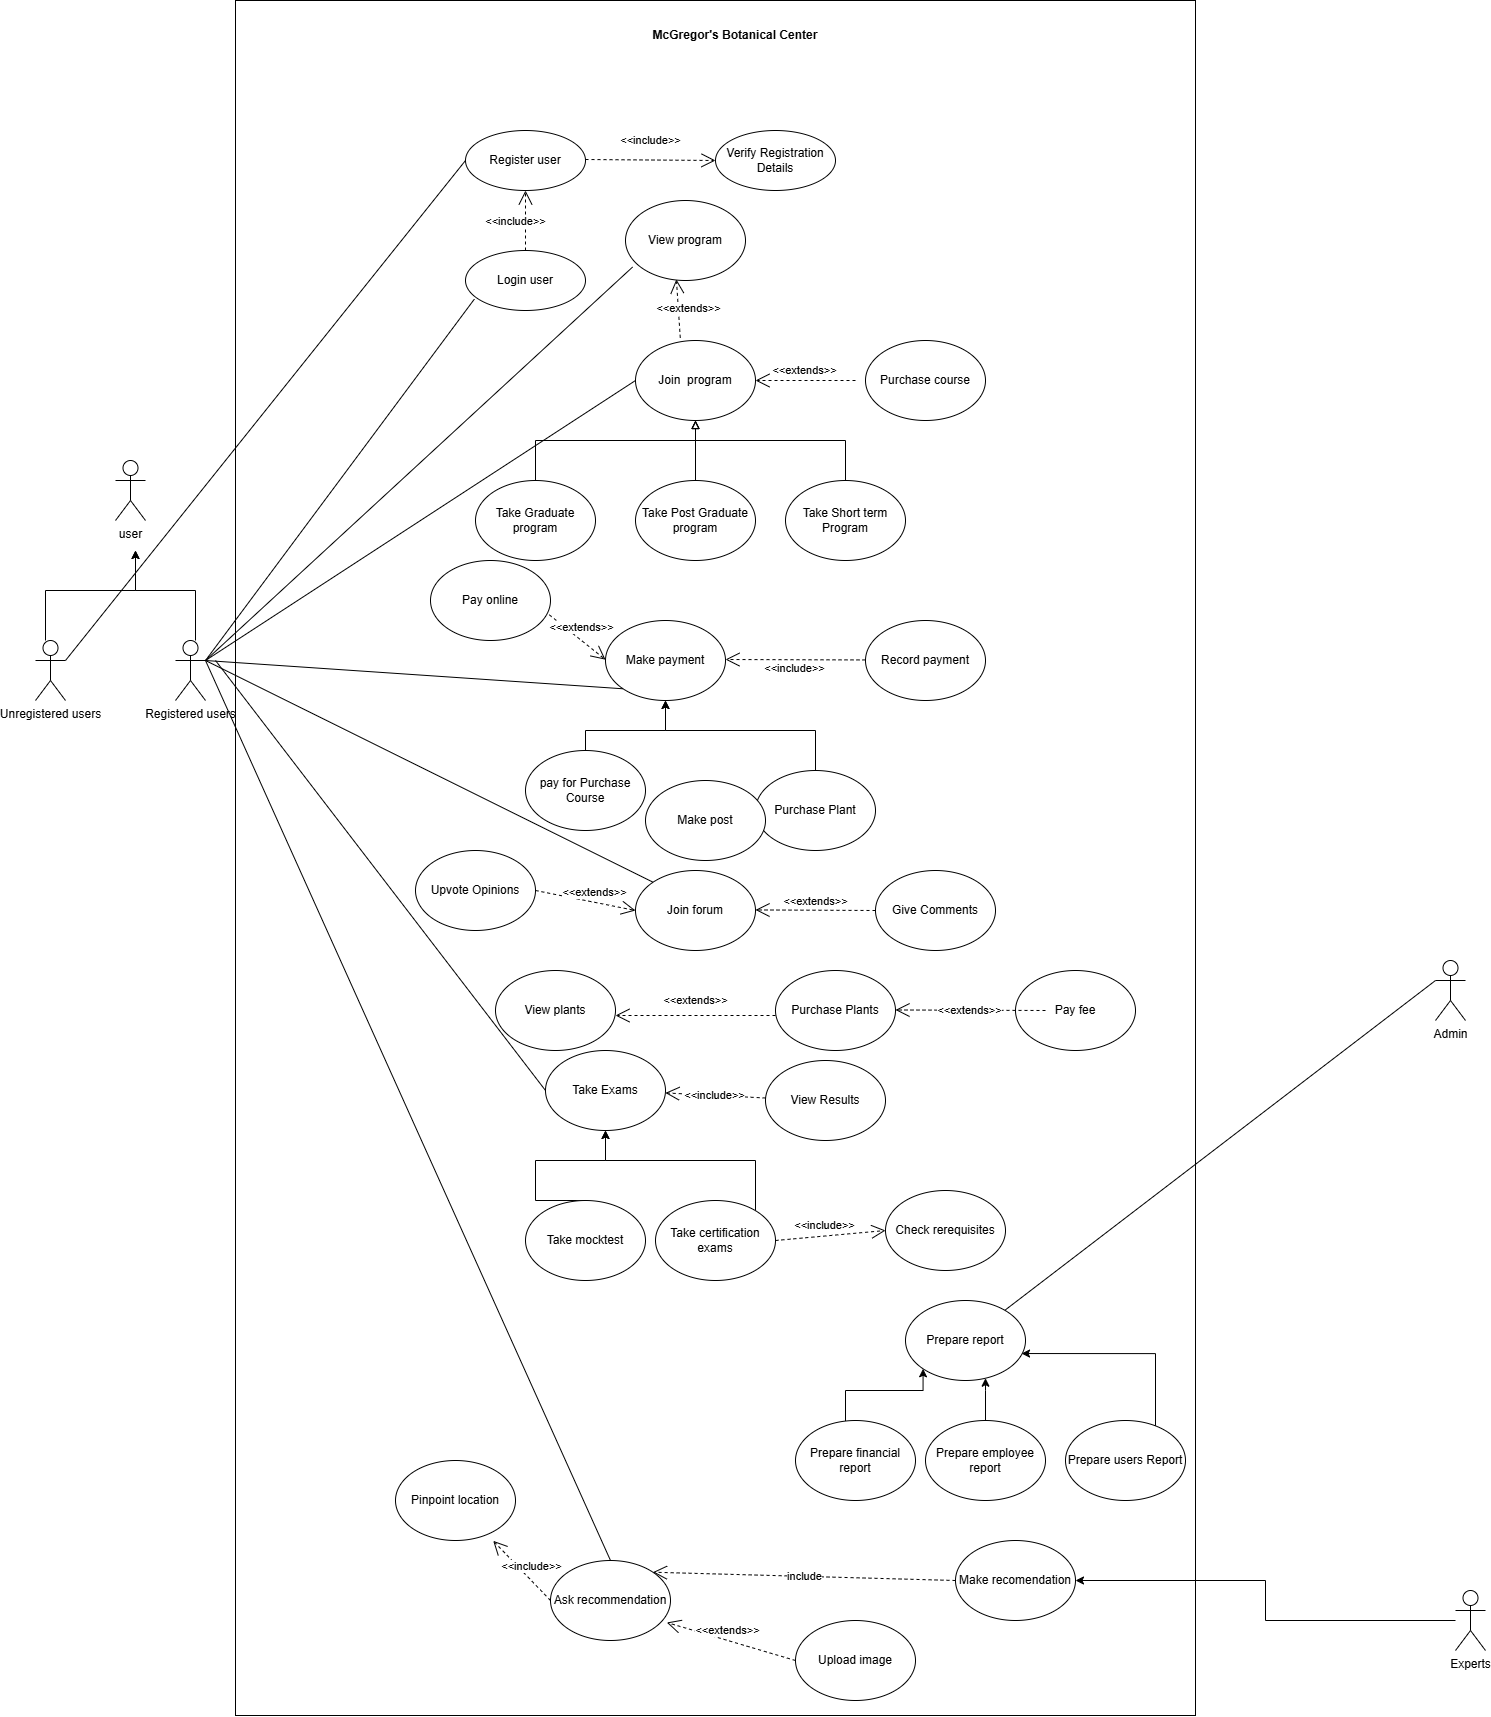 McGregor's Botanical Center
<<include>>
Register user
Verify Registration
Details
<<include>>
View program
Login user
<<extends>>
Join  program
<<extends>>
Purchase course
Take Graduate
program
Take Post Graduate
program
Take Short term
Program
user
Pay online
<<extends>>
Make payment
<<include>>
Record payment
Unregistered users
Registered users
pay for Purchase
Course
Make post
Purchase Plant
Upvote Opinions
<<extends>>
Join forum
<<extends>>
Give Comments
View plants
<<extends>>
Purchase Plants
<<extends>>
Pay fee
Admin
Take Exams
<<include>>
View Results
Take mocktest
Take certification
exams
<<include>>
Check rerequisites
Prepare report
Prepare financial
report
Prepare employee
report
Prepare users Report
Pinpoint location
<<include>>
Ask recommendation
include
Make recomendation
<<extends>>
Upload image
Experts